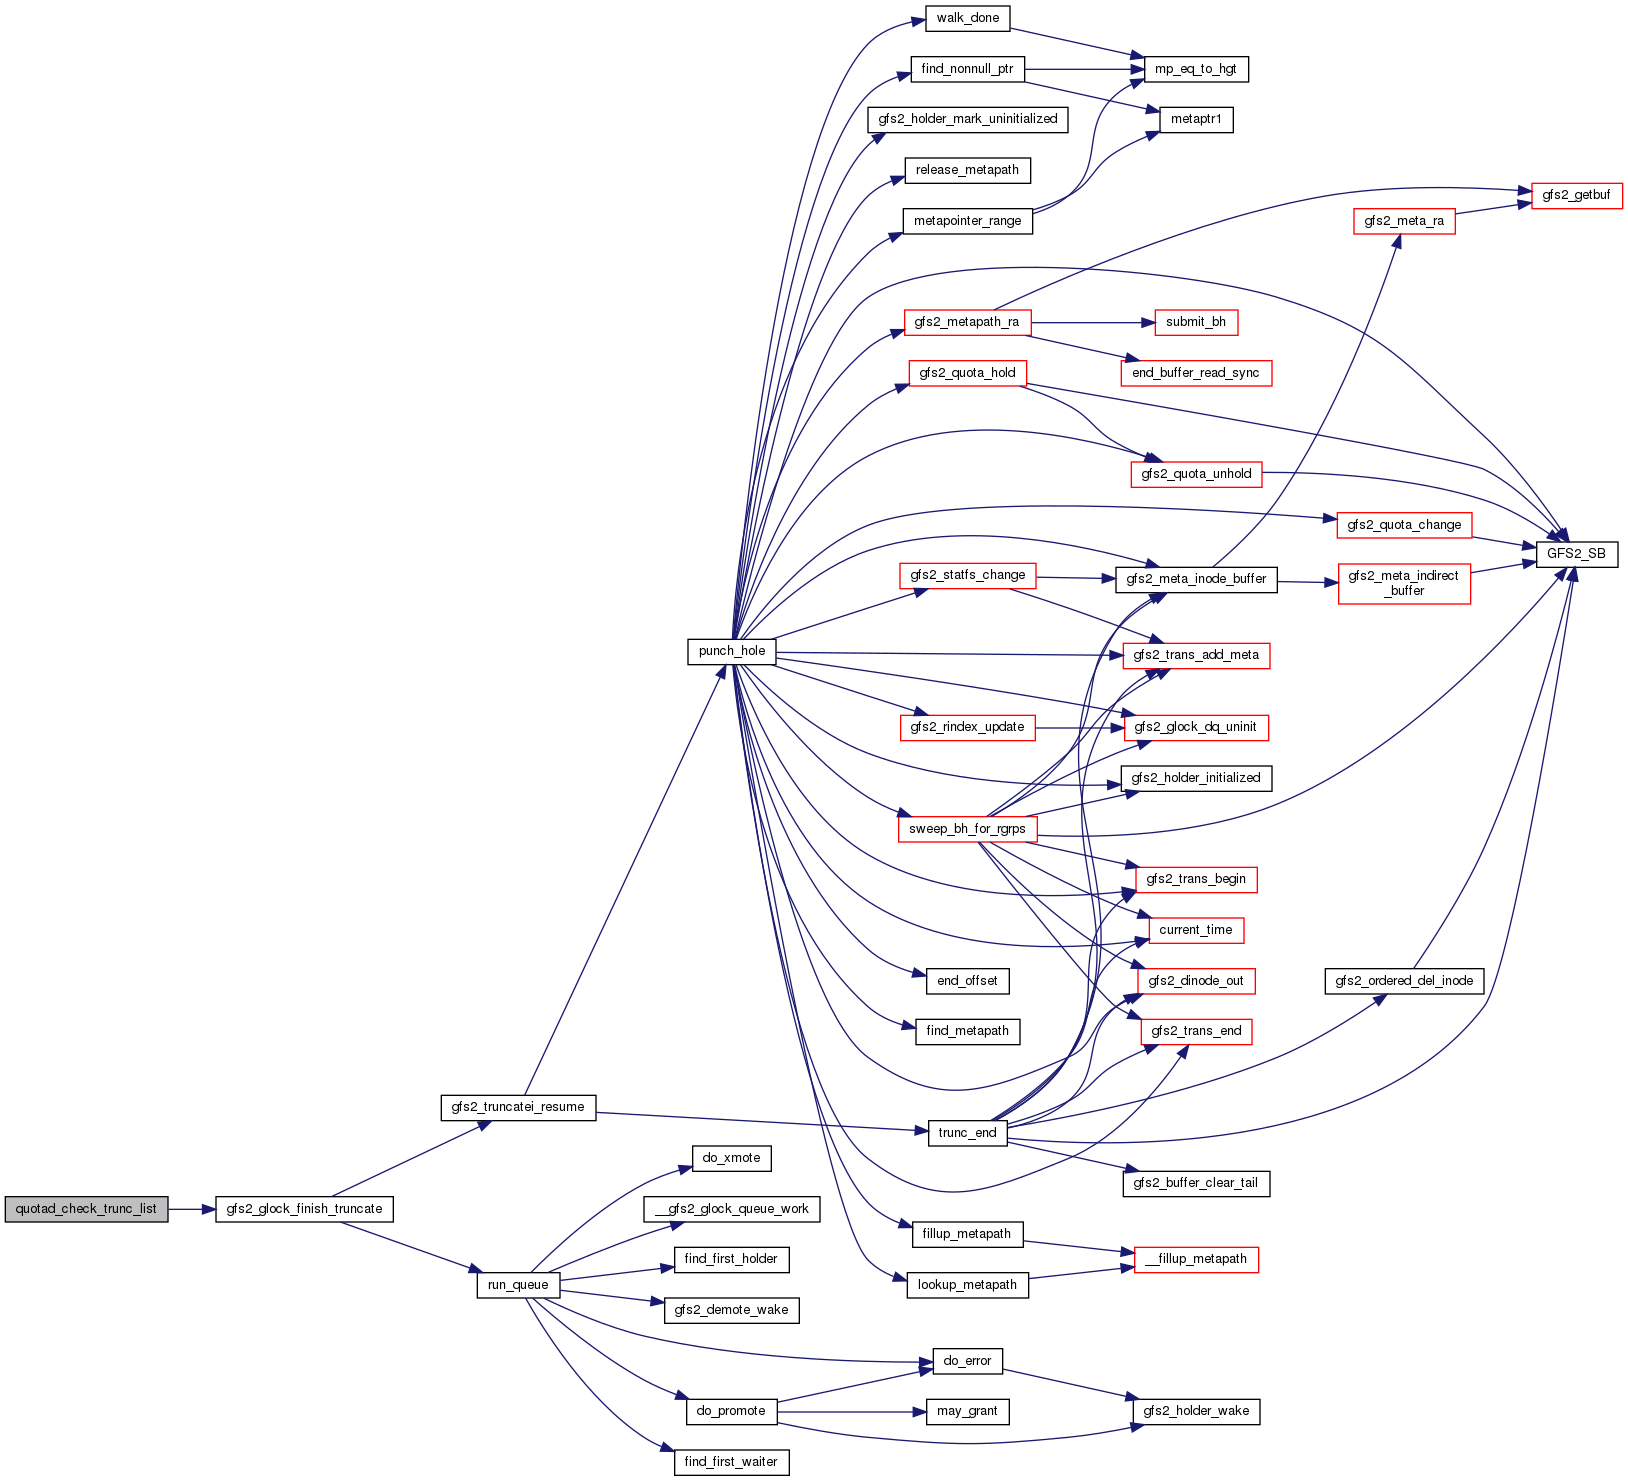 walk_done
find_nonnull_ptr
mp_eq_to_hgt
gfs2_holder_mark_uninitialized
metaptr1
release_metapath
gfs2_getbuf
metapointer_range
gfs2_meta_ra
gfs2_metapath_ra
submit_bh
gfs2_quota_hold
end_buffer_read_sync
gfs2_quota_unhold
gfs2_quota_change
GFS2_SB
gfs2_statfs_change
gfs2_meta_inode_buffer
gfs2_meta_indirect
_buffer
punch_hole
gfs2_trans_add_meta
gfs2_rindex_update
gfs2_glock_dq_uninit
gfs2_holder_initialized
sweep_bh_for_rgrps
gfs2_trans_begin
current_time
end_offset
gfs2_dinode_out
gfs2_ordered_del_inode
find_metapath
gfs2_trans_end
gfs2_truncatei_resume
trunc_end
do_xmote
gfs2_buffer_clear_tail
quotad_check_trunc_list
gfs2_glock_finish_truncate
__gfs2_glock_queue_work
fillup_metapath
find_first_holder
__fillup_metapath
run_queue
lookup_metapath
gfs2_demote_wake
do_error
do_promote
may_grant
gfs2_holder_wake
find_first_waiter